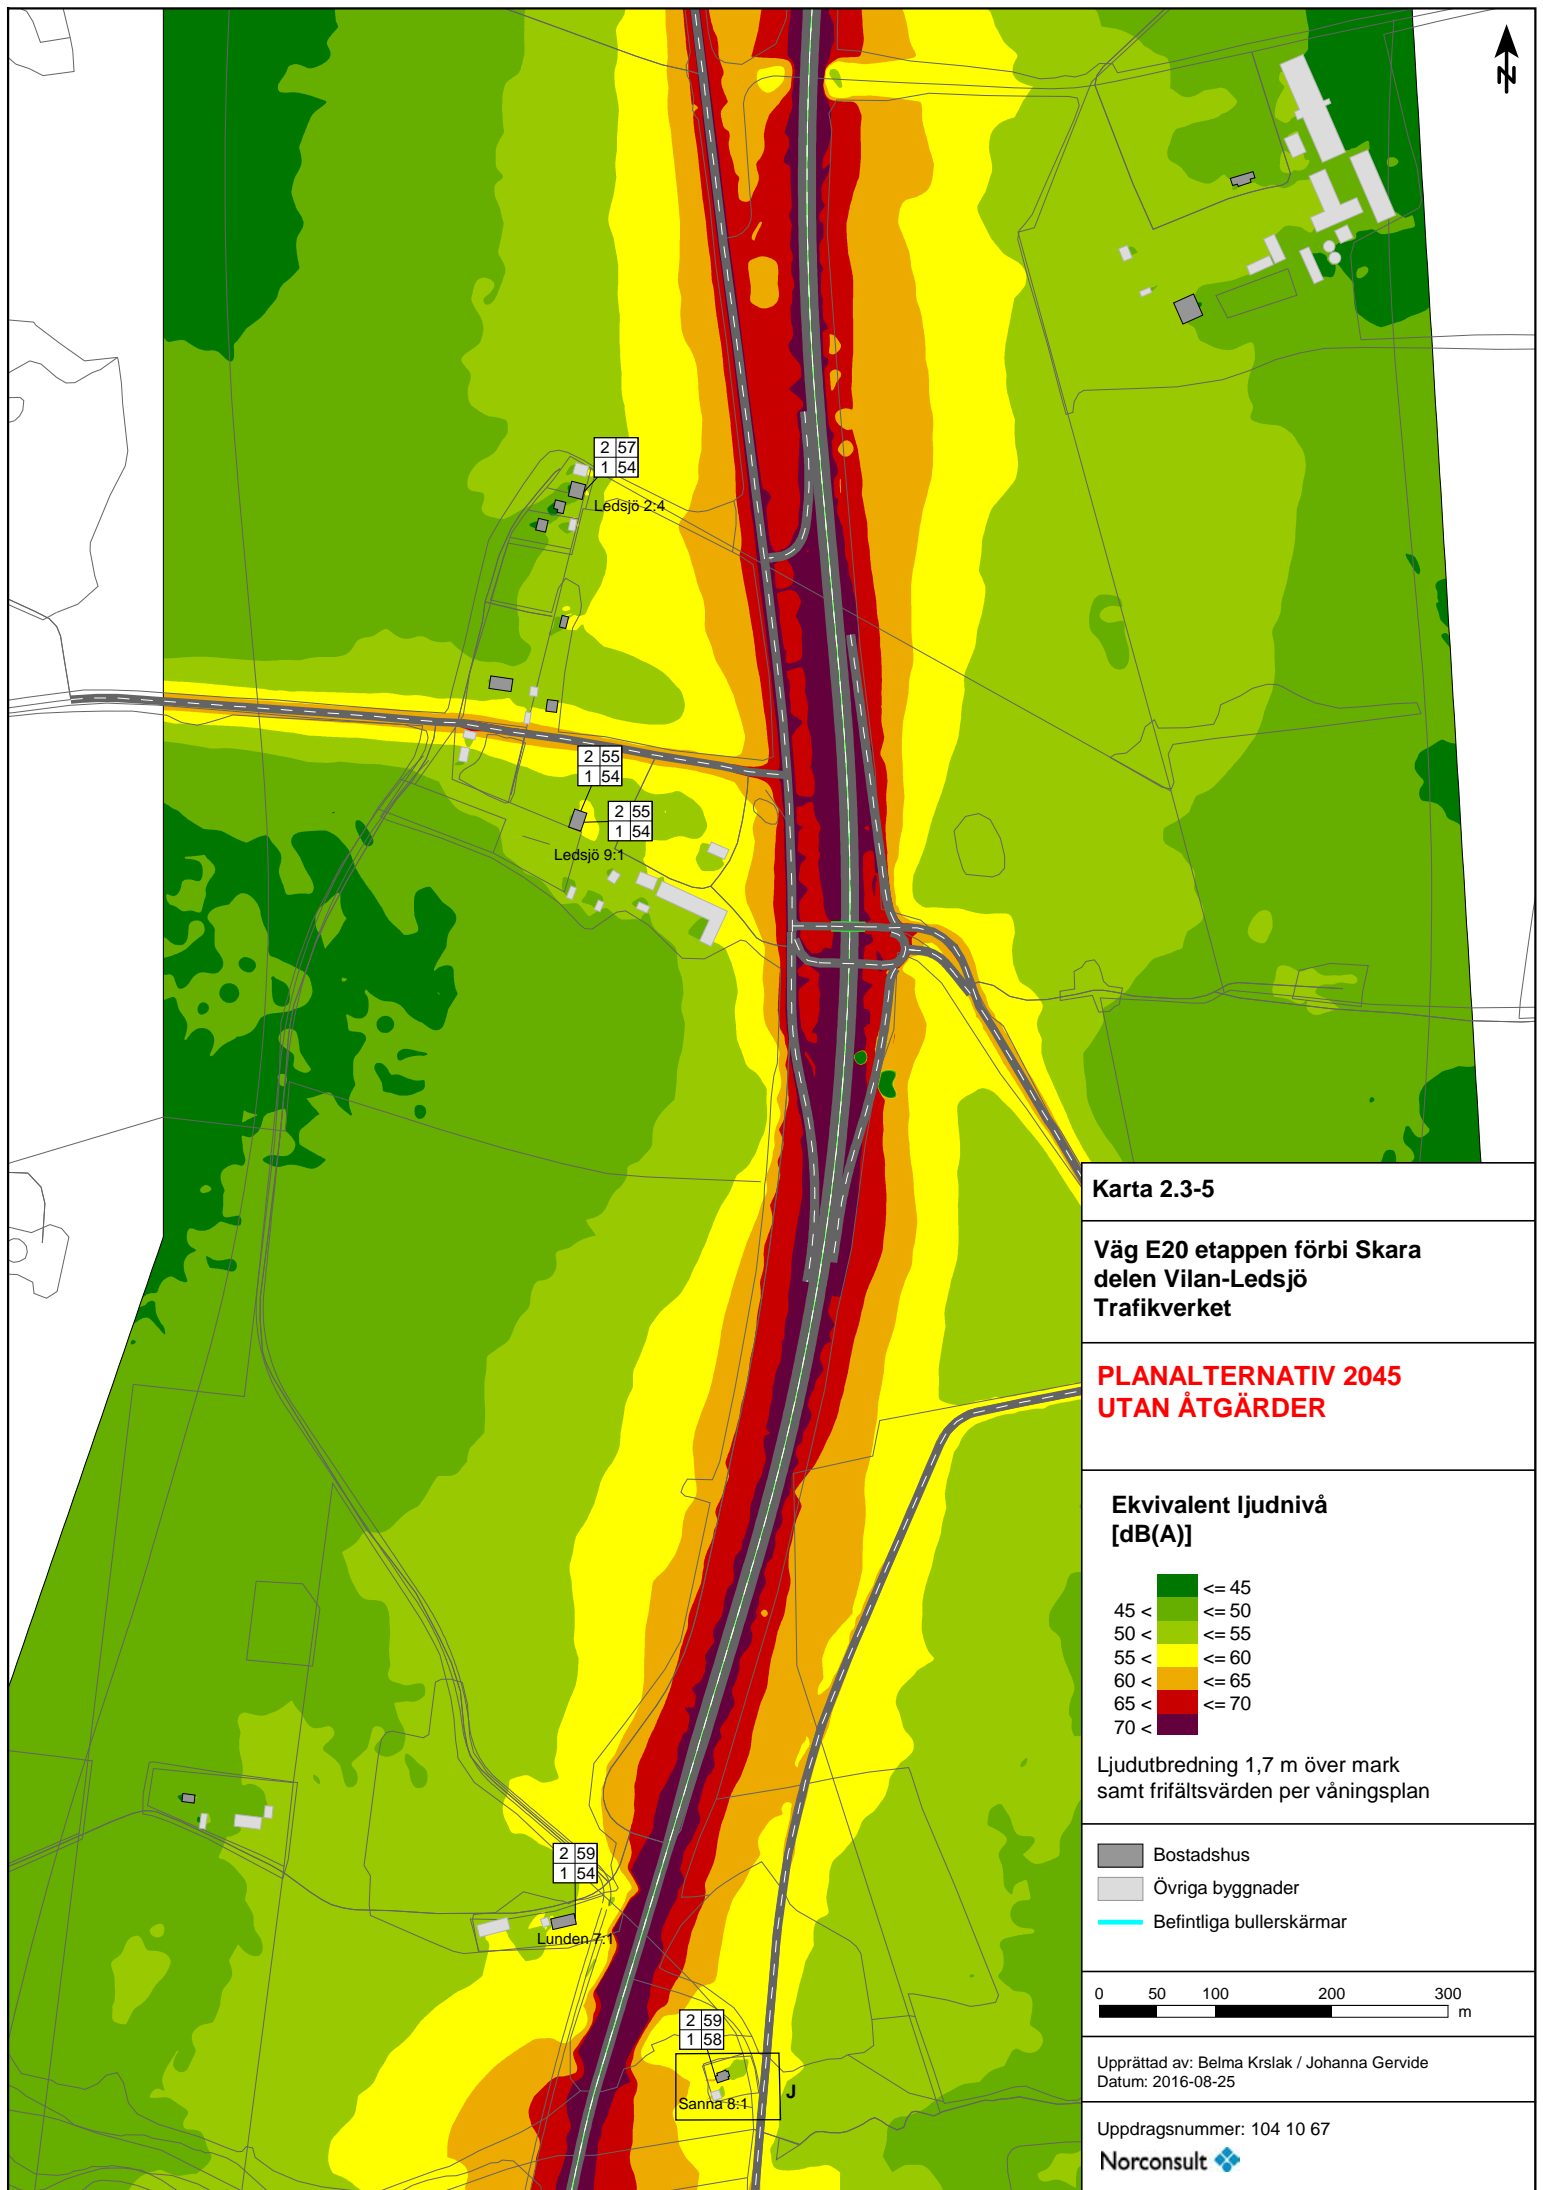 N
2 57
1 54
Ledsjö 2:4
2 55
1 54
2 55
1 54
Ledsjö 9:1
2 59
1 54
Lunden 7:1
2 59
1 58
Sanna 8:1
J
Karta 2.3-5
Väg E20 etappen förbi Skara
delen Vilan-Ledsjö
Trafikverket
PLANALTERNATIV 2045
UTAN ÅTGÄRDER
Ekvivalent ljudnivå
[dB(A)]
<= 45
45 < <= 50
50 < <= 55
55 < <= 60
60 < <= 65
65 < <= 70
70 <
Ljudutbredning 1,7 m över mark
samt frifältsvärden per våningsplan
Bostadshus
Övriga byggnader
Befintliga bullerskärmar
0 50 100 200 300
m
Upprättad av: Belma Krslak / Johanna Gervide
Datum: 2016-08-25
Uppdragsnummer: 104 10 67
Norconsult